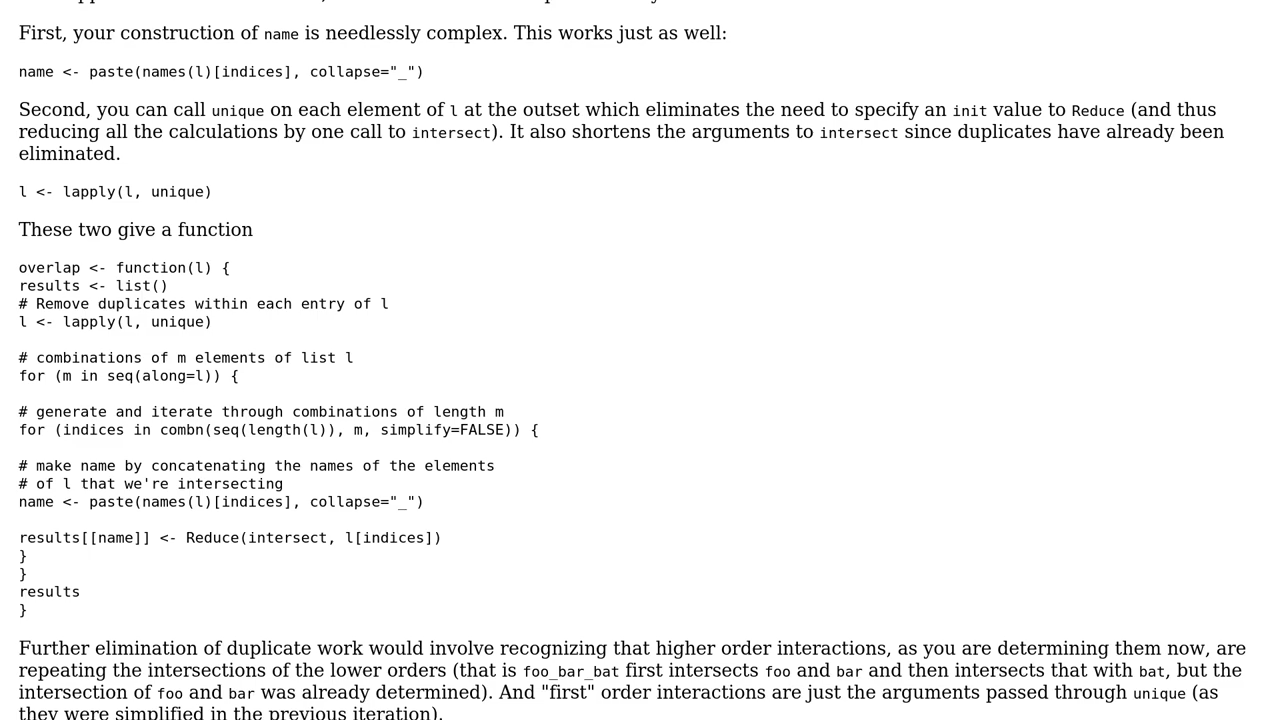 First, your construction of name is needlessly complex. This works just as well:
name <- paste(names(l)[indices], collapse="_")
Second, you can call unique on each element of l at the outset which eliminates the need to specify an init value to Reduce (and thus
reducing all the calculations by one call to intersect). It also shortens the arguments to intersect since duplicates have already been
eliminated.
l <- lapply(l, unique)
These two give a function
overlap <- function(l) {
results <- list()
# Remove duplicates within each entry of l
l <- lapply(l, unique)
# combinations of m elements of list l
for (m in seq(along=l)) {
# generate and iterate through combinations of length m
for (indices in combn(seq(length(l)), m, simplify=FALSE)) {
# make name by concatenating the names of the elements
# of l that we're intersecting
name <- paste(names(l)[indices], collapse="_")
results[[name]] <- Reduce(intersect, l[indices])
}
}
results
}
Further elimination of duplicate work would involve recognizing that higher order interactions, as you are determining them now, are
repeating the intersections of the lower orders (that is foo_bar_bat first intersects foo and bar and then intersects that with bat, but the
intersection of foo and bar was already determined). And "first" order interactions are just the arguments passed through unique (as
they were simplified in the previous iteration).